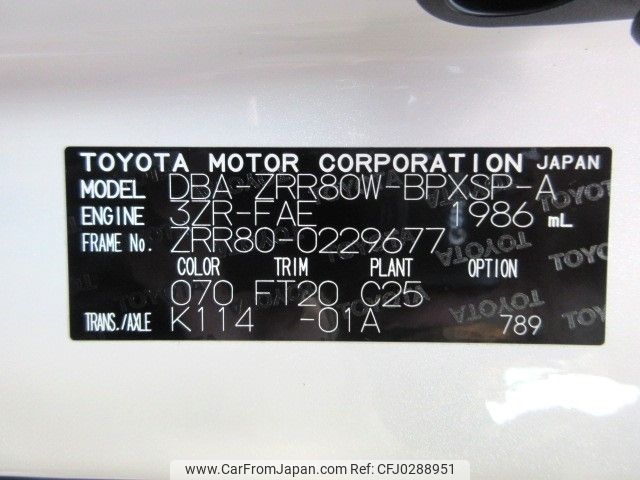 TOYOTA MOTOR CORPORATION JAPAN
MODEL DBA-ZRR80W-BPXSP-A
ENGINE 3ZR-FAE 1986 mL
FRAME No. ZRR80-0229677
COLOR TRIM PLANT OPTION
070 FT20 C25
TRANS./AXLE K114 -01A 789
www.CarFromJapan.com REF No. CFJ0288951